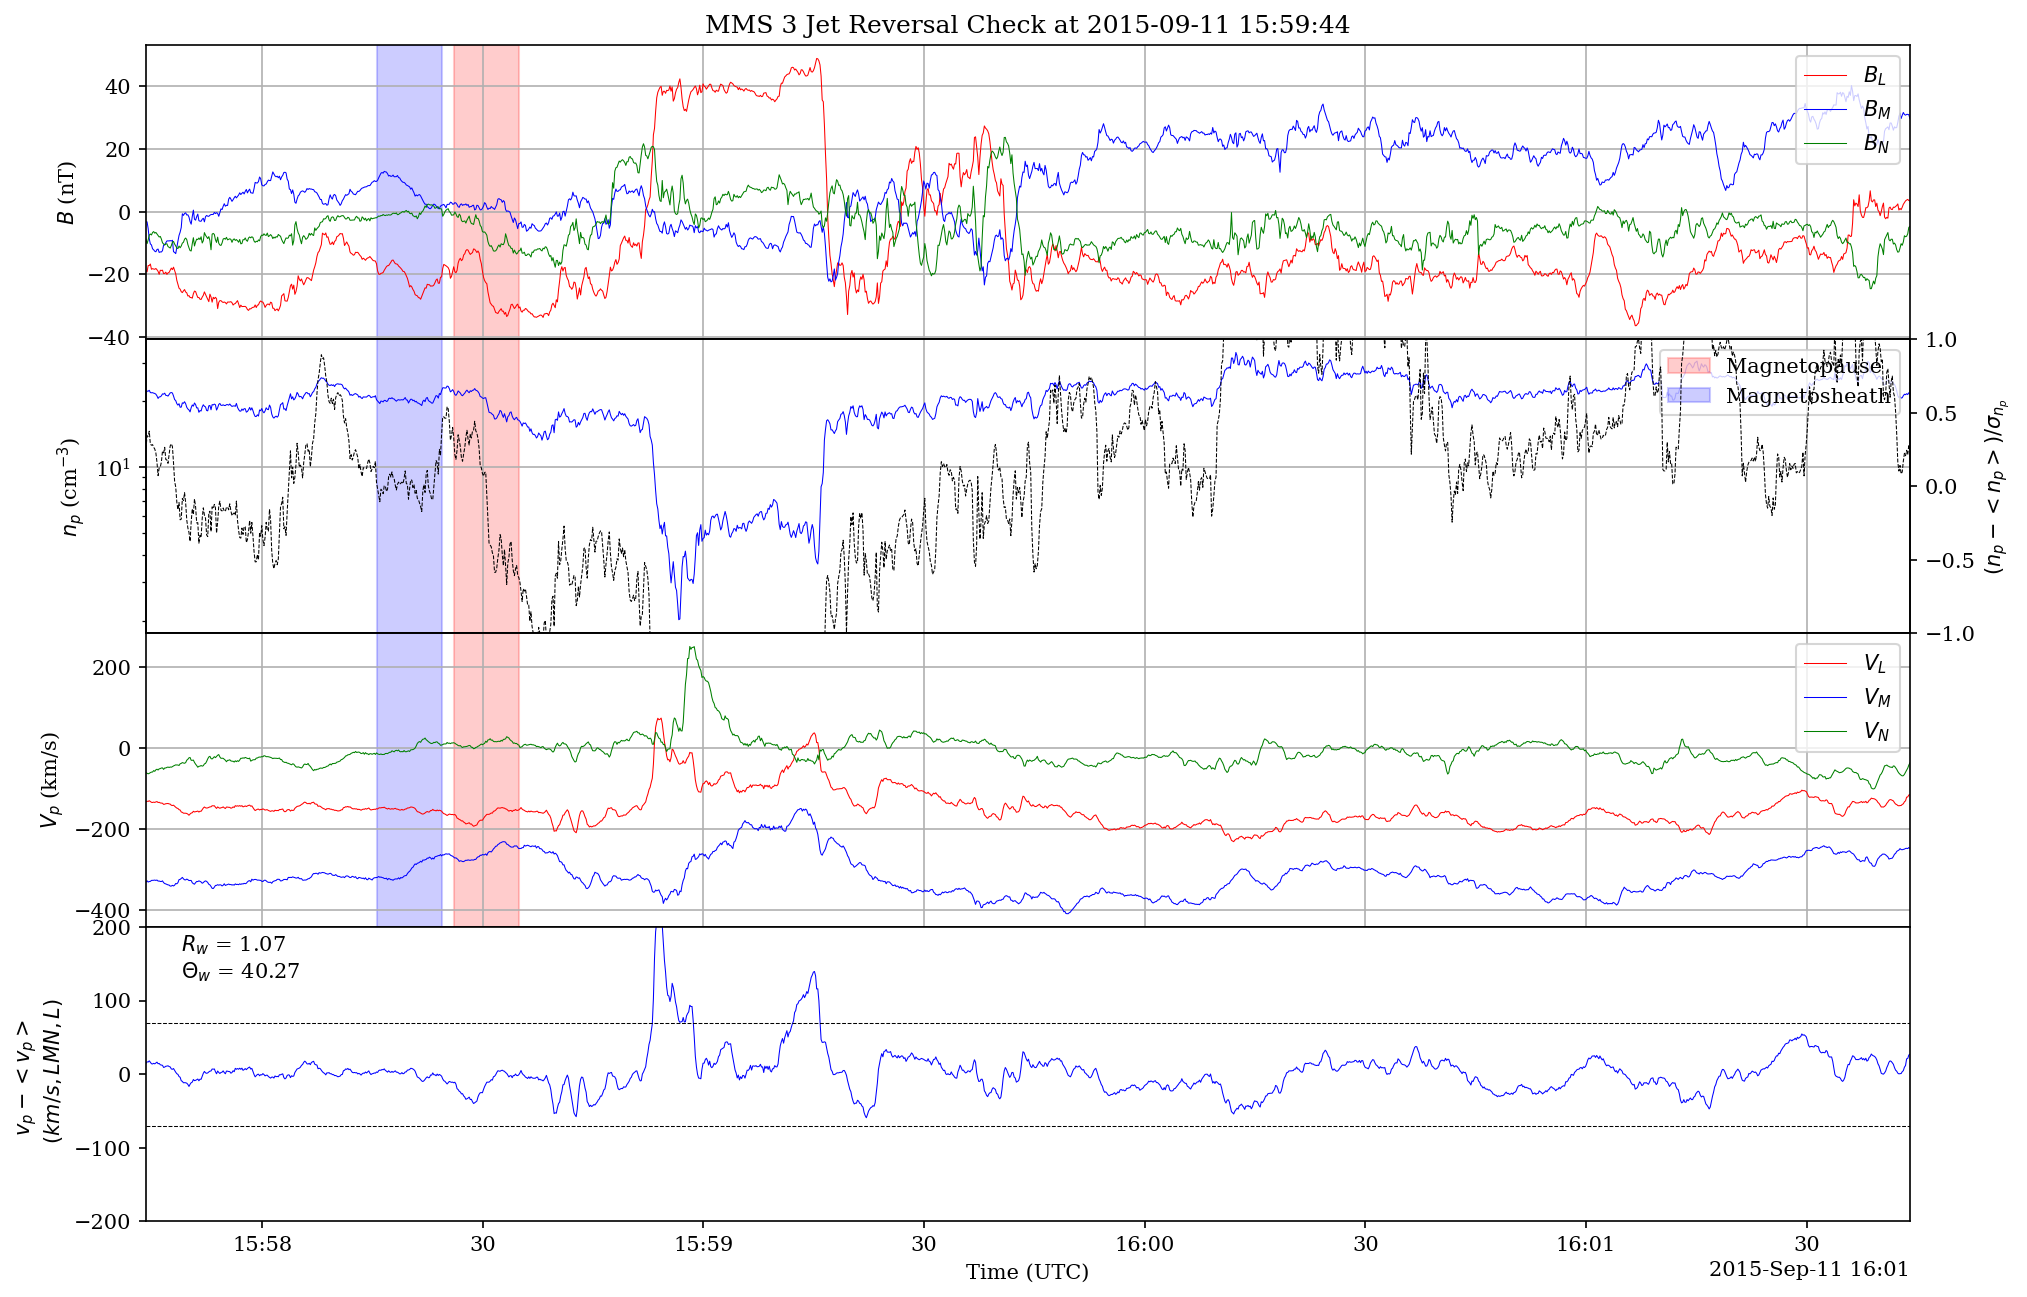 MMS 3 Jet Reversal Check at 2015-09-11 15:59:44
40
20
0
−20
−40
B (nT)
B_L
B_M
B_N
10^1
n_p (cm^{−3})
1.0
0.5
0.0
−0.5
−1.0
(n_p − < n_p >)/σ_{n_p}
Magnetopause
Magnetosheath
200
0
−200
−400
V_p (km/s)
V_L
V_M
V_N
200
100
0
−100
−200
v_p − < v_p >
(km/s, LMN, L)
R_w = 1.07
Θ_w = 40.27
15:58
30
15:59
30
16:00
30
16:01
30
Time (UTC)
2015-Sep-11 16:01